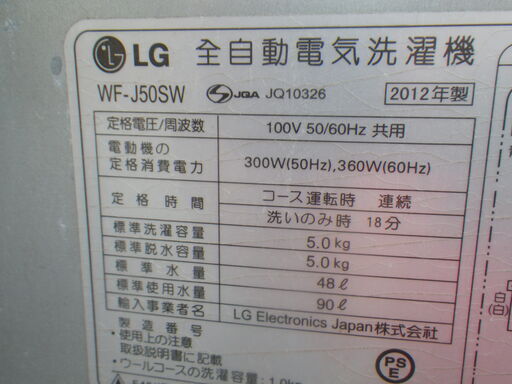 LG 全自動電気洗濯機
WF-J50SW JQA JQ10326 2012年製
定格電圧/周波数 100V 50/60Hz 共用
電動機の
定格消費電力 300W(50Hz),360W(60Hz)
定格時間 コース運転時 連続
洗いのみ時 18分
標準洗濯容量 5.0kg
標準脱水容量 5.0kg
標準水量 48ℓ
標準使用水量 90ℓ
輸入事業者名 LG Electronics Japan株式会社
製造番号
・使用上の注意
取扱説明書に記載
・ウールコースの洗濯容量：1.0kg
PSE
白
(白)